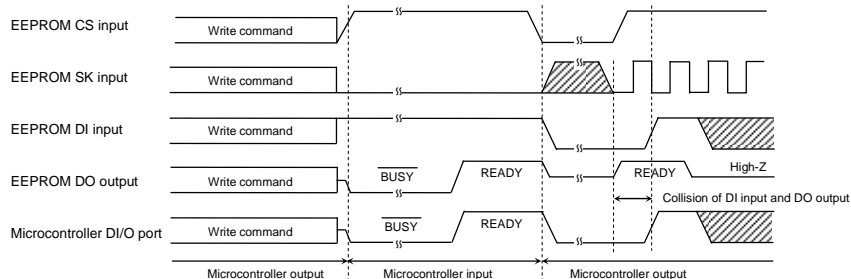 EEPROM CS input
Write command
EEPROM SK input
Write command
EEPROM DI input
Write command
EEPROM DO output
Write command
BUSY
READY
READY
High-Z
Collision of DI input and DO output
Microcontroller DI/O port
Write command
BUSY
READY
Microcontroller output
Microcontroller input
Microcontroller output